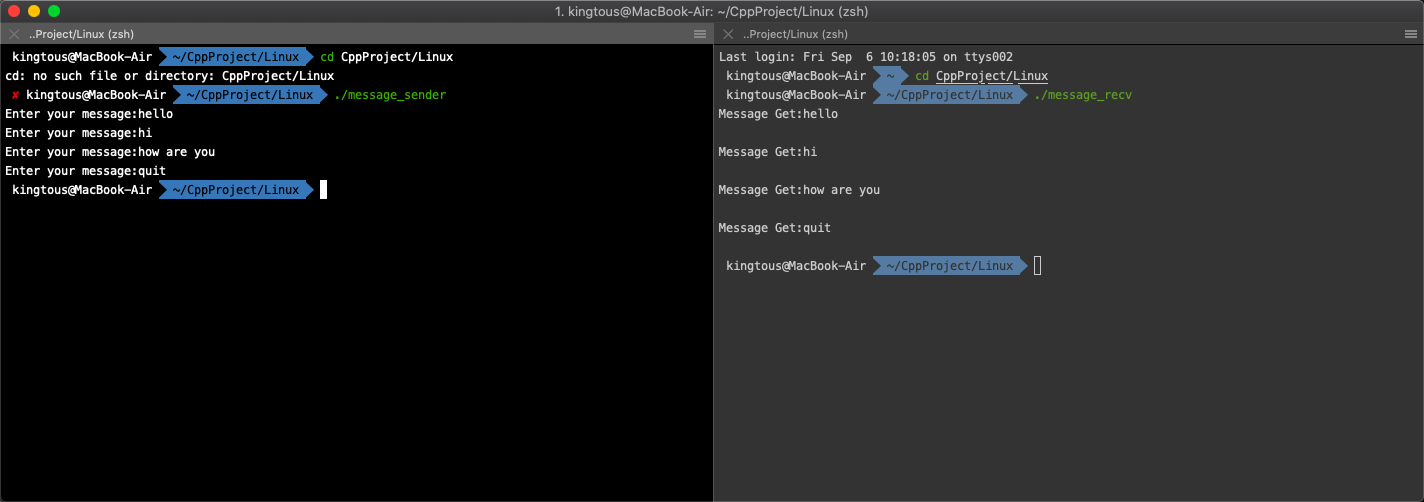 1. kingtous@MacBook-Air: ~/CppProject/Linux (zsh)
..Project/Linux (zsh)
kingtous@MacBook-Air ~/CppProject/Linux cd CppProject/Linux
cd: no such file or directory: CppProject/Linux
✘ kingtous@MacBook-Air ~/CppProject/Linux ./message_sender
Enter your message:hello
Enter your message:hi
Enter your message:how are you
Enter your message:quit
kingtous@MacBook-Air ~/CppProject/Linux
..Project/Linux (zsh)
Last login: Fri Sep  6 10:18:05 on ttys002
kingtous@MacBook-Air ~ cd CppProject/Linux
kingtous@MacBook-Air ~/CppProject/Linux ./message_recv
Message Get:hello
Message Get:hi
Message Get:how are you
Message Get:quit
kingtous@MacBook-Air ~/CppProject/Linux